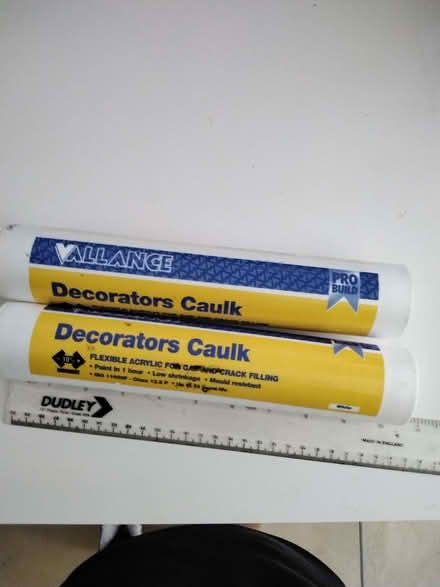 VALLANCE
PRO
BUILD
Decorators Caulk
Decorators Caulk
FLEXIBLE ACRYLIC FOR GAP AND CRACK FILLING
• Paint in 1 hour • Low shrinkage • Mould resistant
White
DUDLEY
MADE IN ENGLAND